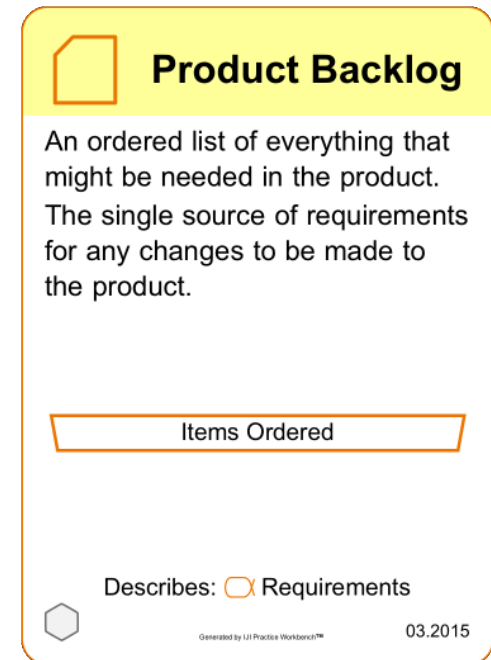 Product Backlog
An ordered list of everything that
might be needed in the product.
The single source of requirements
for any changes to be made to
the product.
Items Ordered
Describes: Requirements
Generated by IJI Practice Workbench™
03.2015